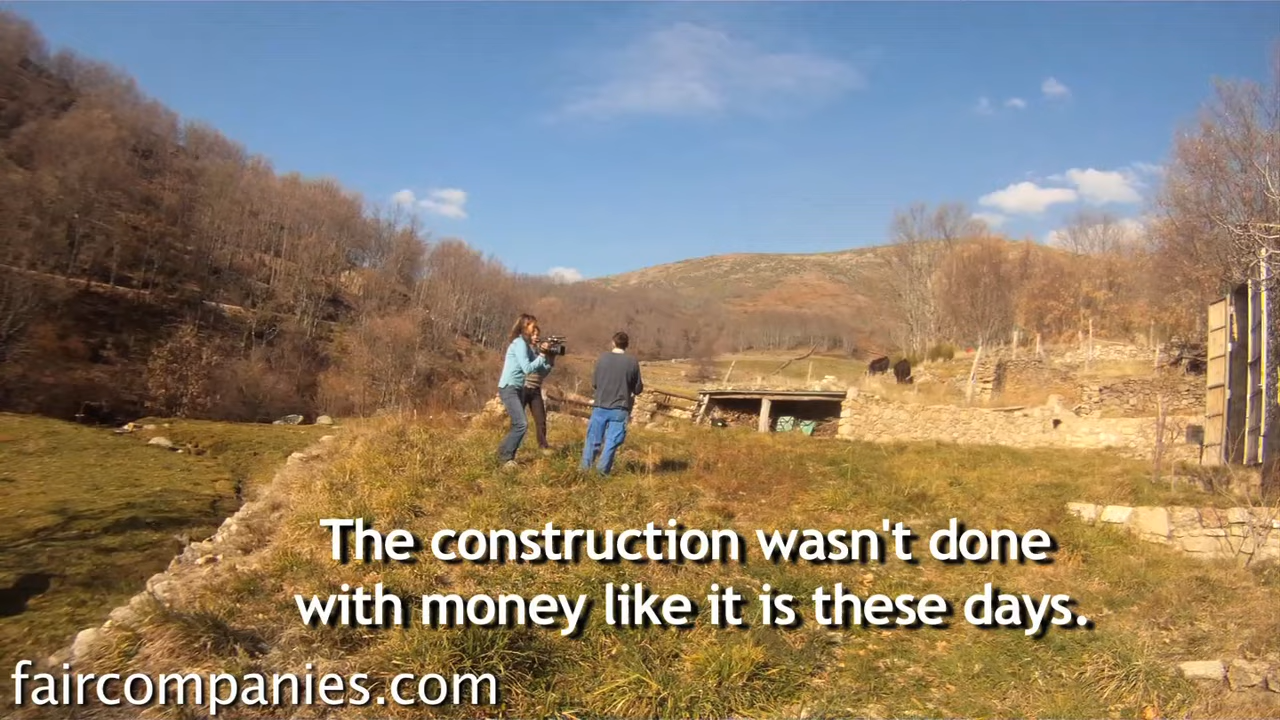 The construction wasn't done
with money like it is these days.
faircompanies.com